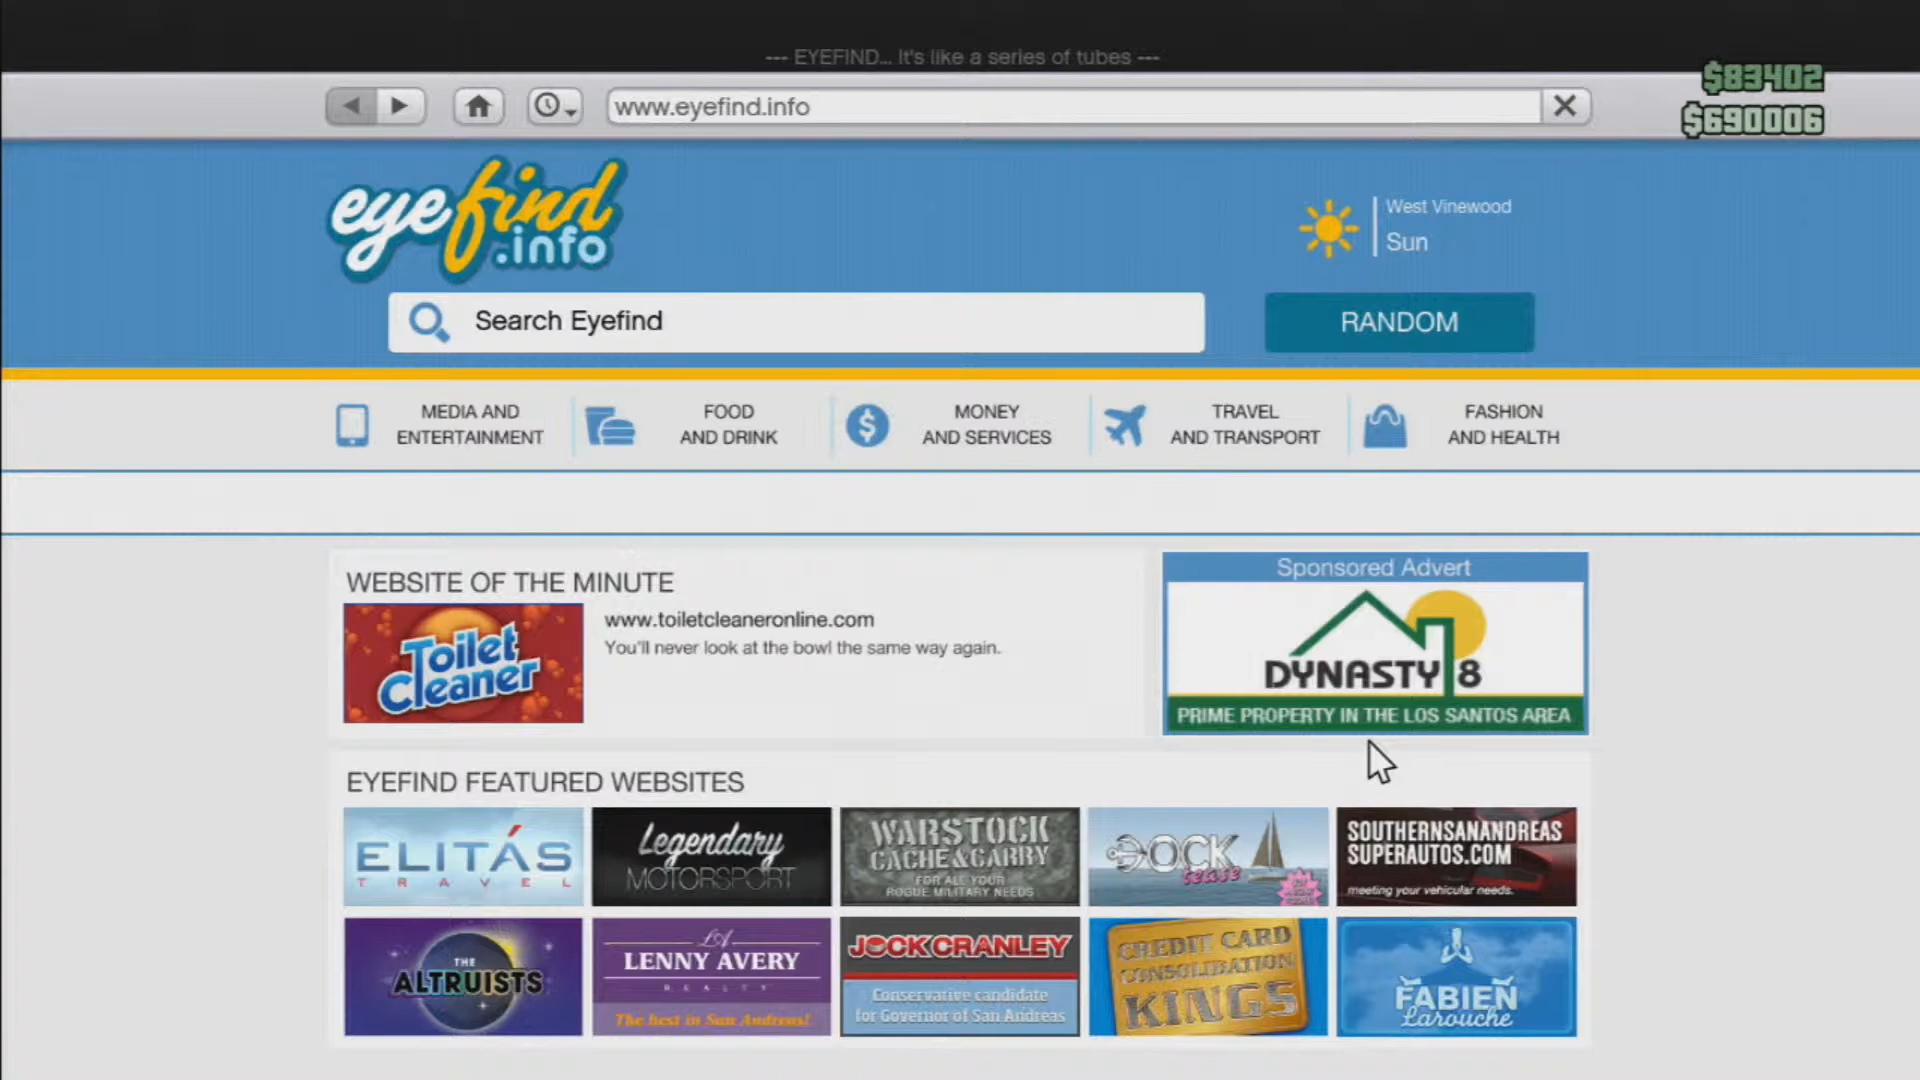 --- EYEFIND... It's like a series of tubes ---
www.eyefind.info
$83402
$690006
eyefind
.info
West Vinewood
Sun
Search Eyefind
RANDOM
MEDIA AND
ENTERTAINMENT
FOOD
AND DRINK
MONEY
AND SERVICES
TRAVEL
AND TRANSPORT
FASHION
AND HEALTH
WEBSITE OF THE MINUTE
Toilet
Cleaner
www.toiletcleaneronline.com
You'll never look at the bowl the same way again.
Sponsored Advert
DYNASTY 8
PRIME PROPERTY IN THE LOS SANTOS AREA
EYEFIND FEATURED WEBSITES
ELITÁS
TRAVEL
Legendary
MOTORSPORT
WARSTOCK
CACHE&CARRY
FOR ALL YOUR
ROGUE MILITARY NEEDS
DOCK
tease
SOUTHERNSANANDREAS
SUPERAUTOS.COM
meeting your vehicular needs.
THE
ALTRUISTS
LA
LENNY AVERY
REALTY
The best in San Andreas!
JOCK CRANLEY
Conservative candidate
for Governor of San Andreas
CREDIT CARD
CONSOLIDATION
KINGS
FABIEN
Larouche